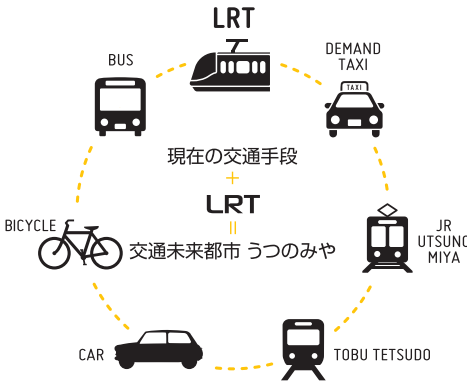 LRT
BUS
DEMAND
TAXI
TAXI
現在の交通手段
+
LRT
=
交通未来都市 うつのみや
BICYCLE
JR
UTSUNO
MIYA
CAR
TOBU TETSUDO